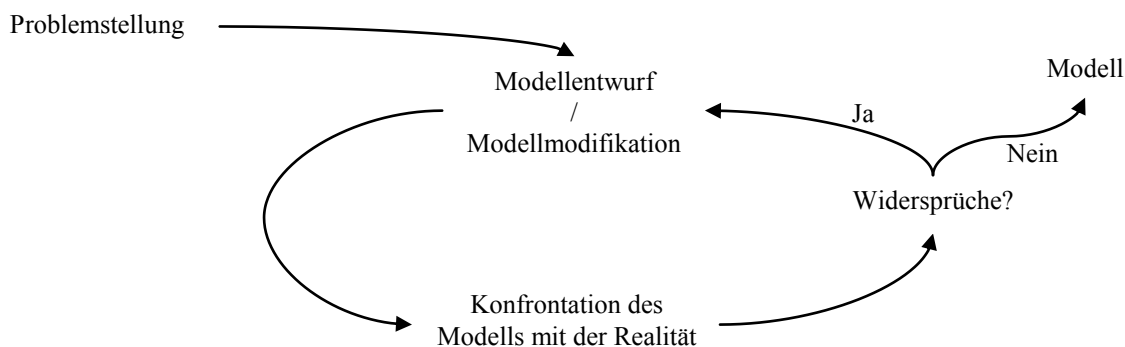 Problemstellung
Modellentwurf
/
Modellmodifikation
Modell
Ja
Nein
Widersprüche?
Konfrontation des
Modells mit der Realität